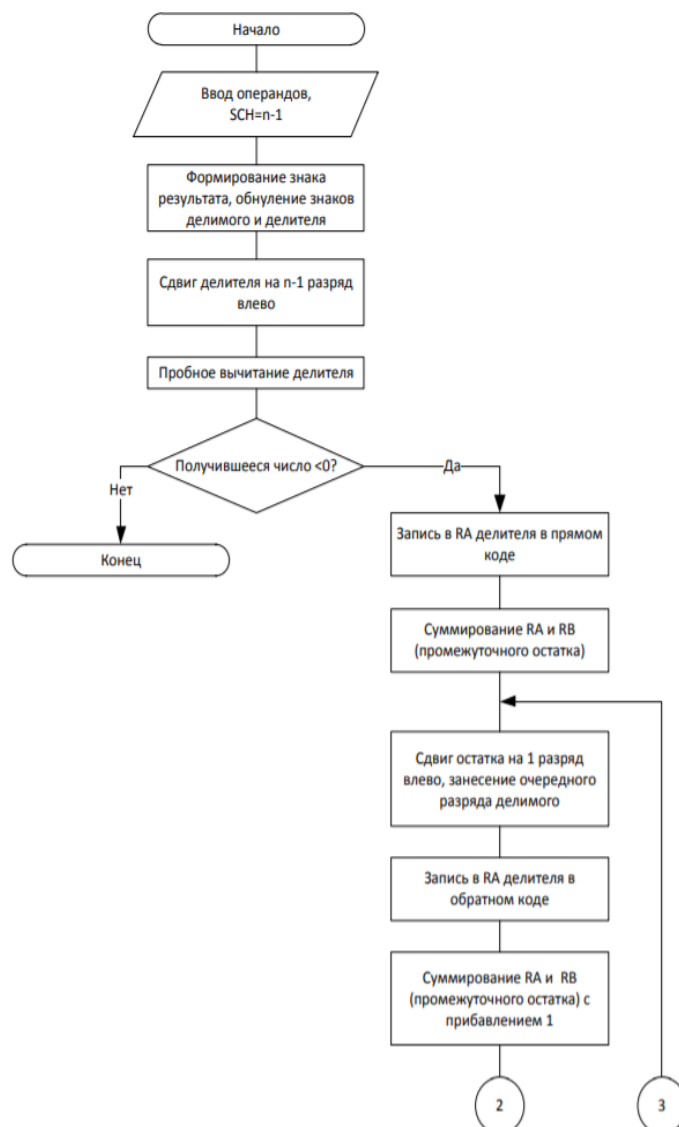 Начало
Ввод операндов,
SCH=n-1
Формирование знака
результата, обнуление знаков
делимого и делителя
Сдвиг делителя на n-1 разряд
влево
Пробное вычитание делителя
Получившееся число <0?
Нет
Да
Конец
Запись в RA делителя в прямом
коде
Суммирование RA и RB
(промежуточного остатка)
Сдвиг остатка на 1 разряд
влево, занесение очередного
разряда делимого
Запись в RA делителя в
обратном коде
Суммирование RA и RB
(промежуточного остатка) с
прибавлением 1
2
3